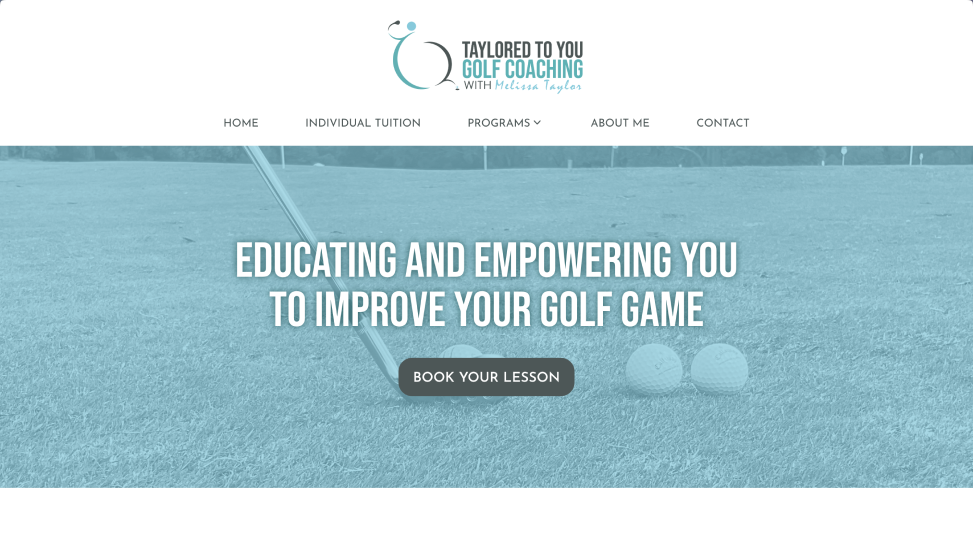 TAYLORED TO YOU
GOLF COACHING
WITH Melissa Taylor
HOME INDIVIDUAL TUITION PROGRAMS ABOUT ME CONTACT
EDUCATING AND EMPOWERING YOU
TO IMPROVE YOUR GOLF GAME
BOOK YOUR LESSON